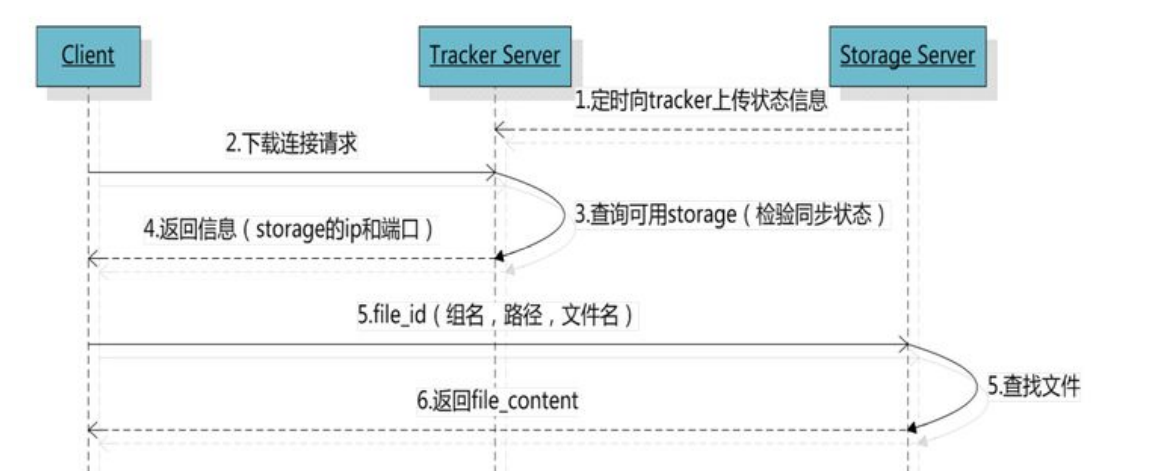 Client
Tracker Server
Storage Server
1.定时向tracker上传状态信息
2.下载连接请求
3.查询可用storage（检验同步状态）
4.返回信息（storage的ip和端口）
5.file_id（组名，路径，文件名）
5.查找文件
6.返回file_content